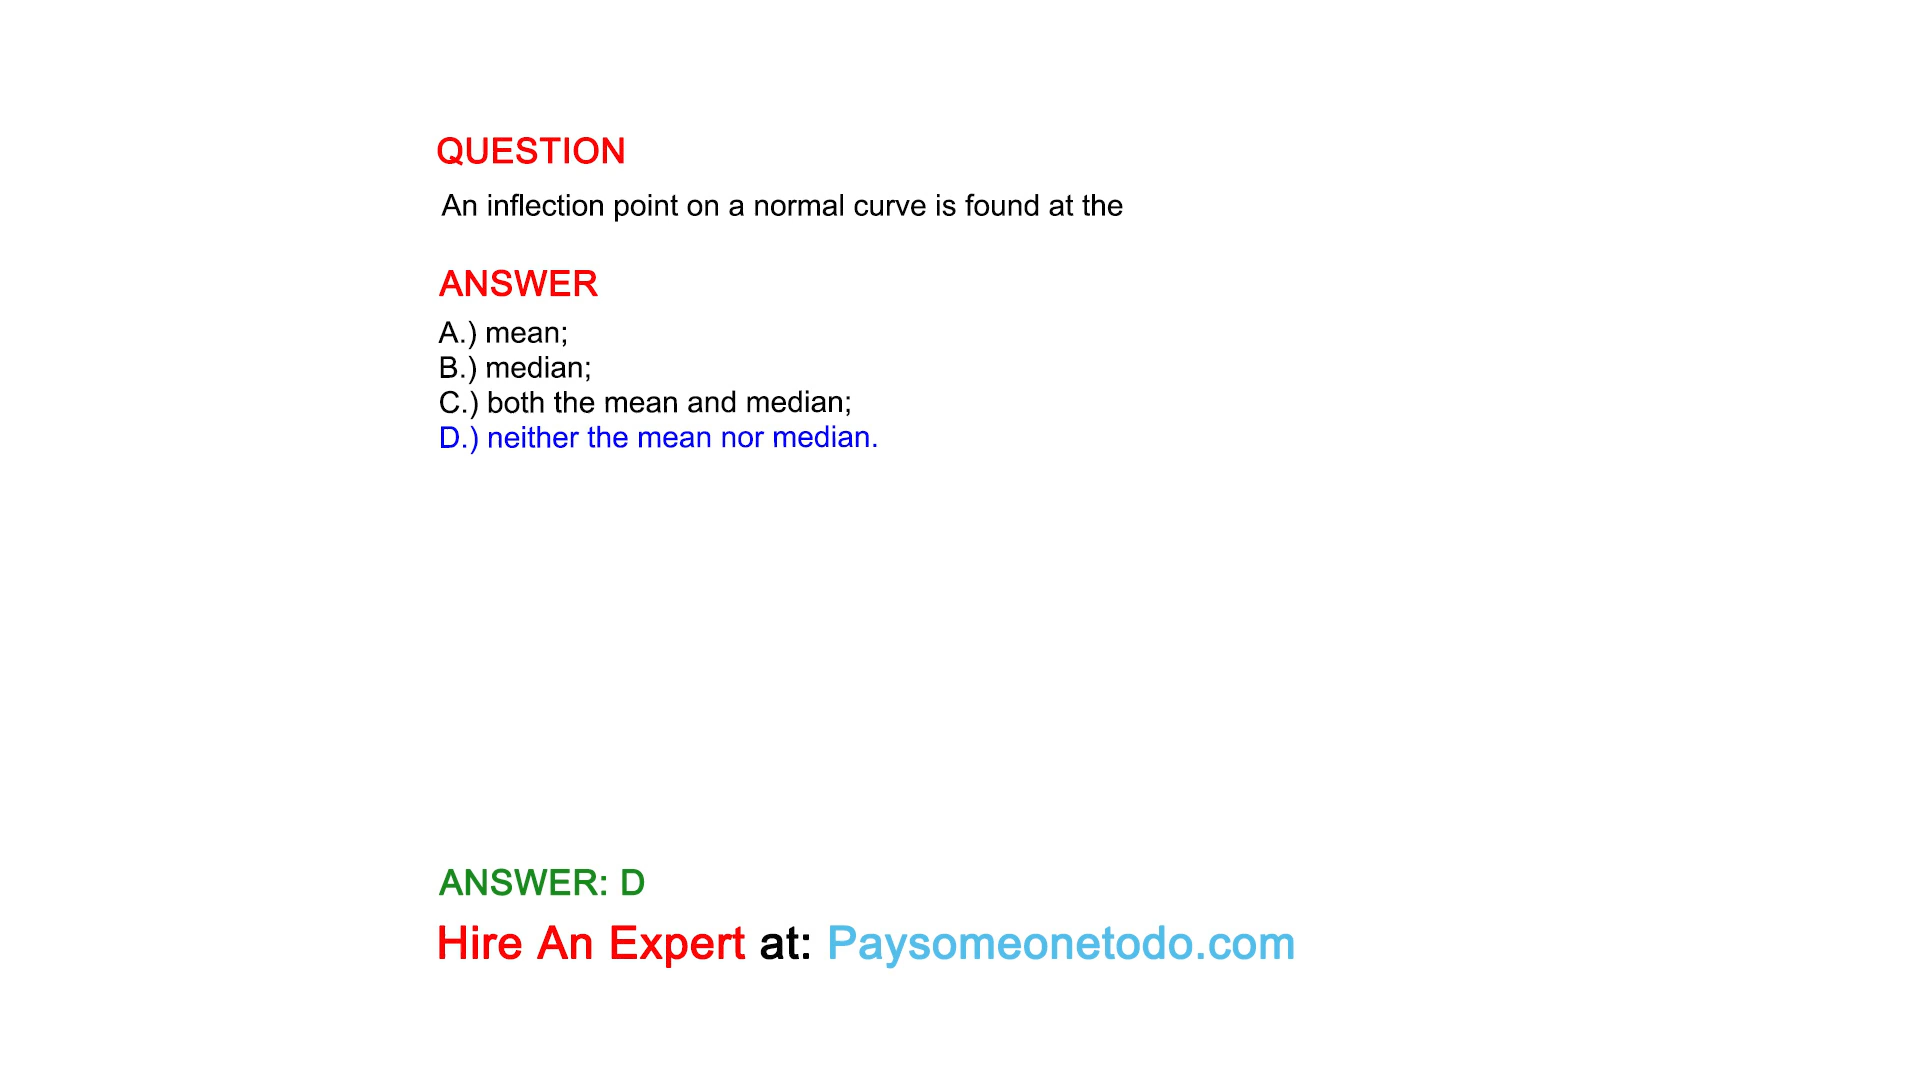 QUESTION
An inflection point on a normal curve is found at the
ANSWER
A.) mean;
B.) median;
C.) both the mean and median;
D.) neither the mean nor median.
ANSWER: D
Hire An Expert at: Paysomeonetodo.com